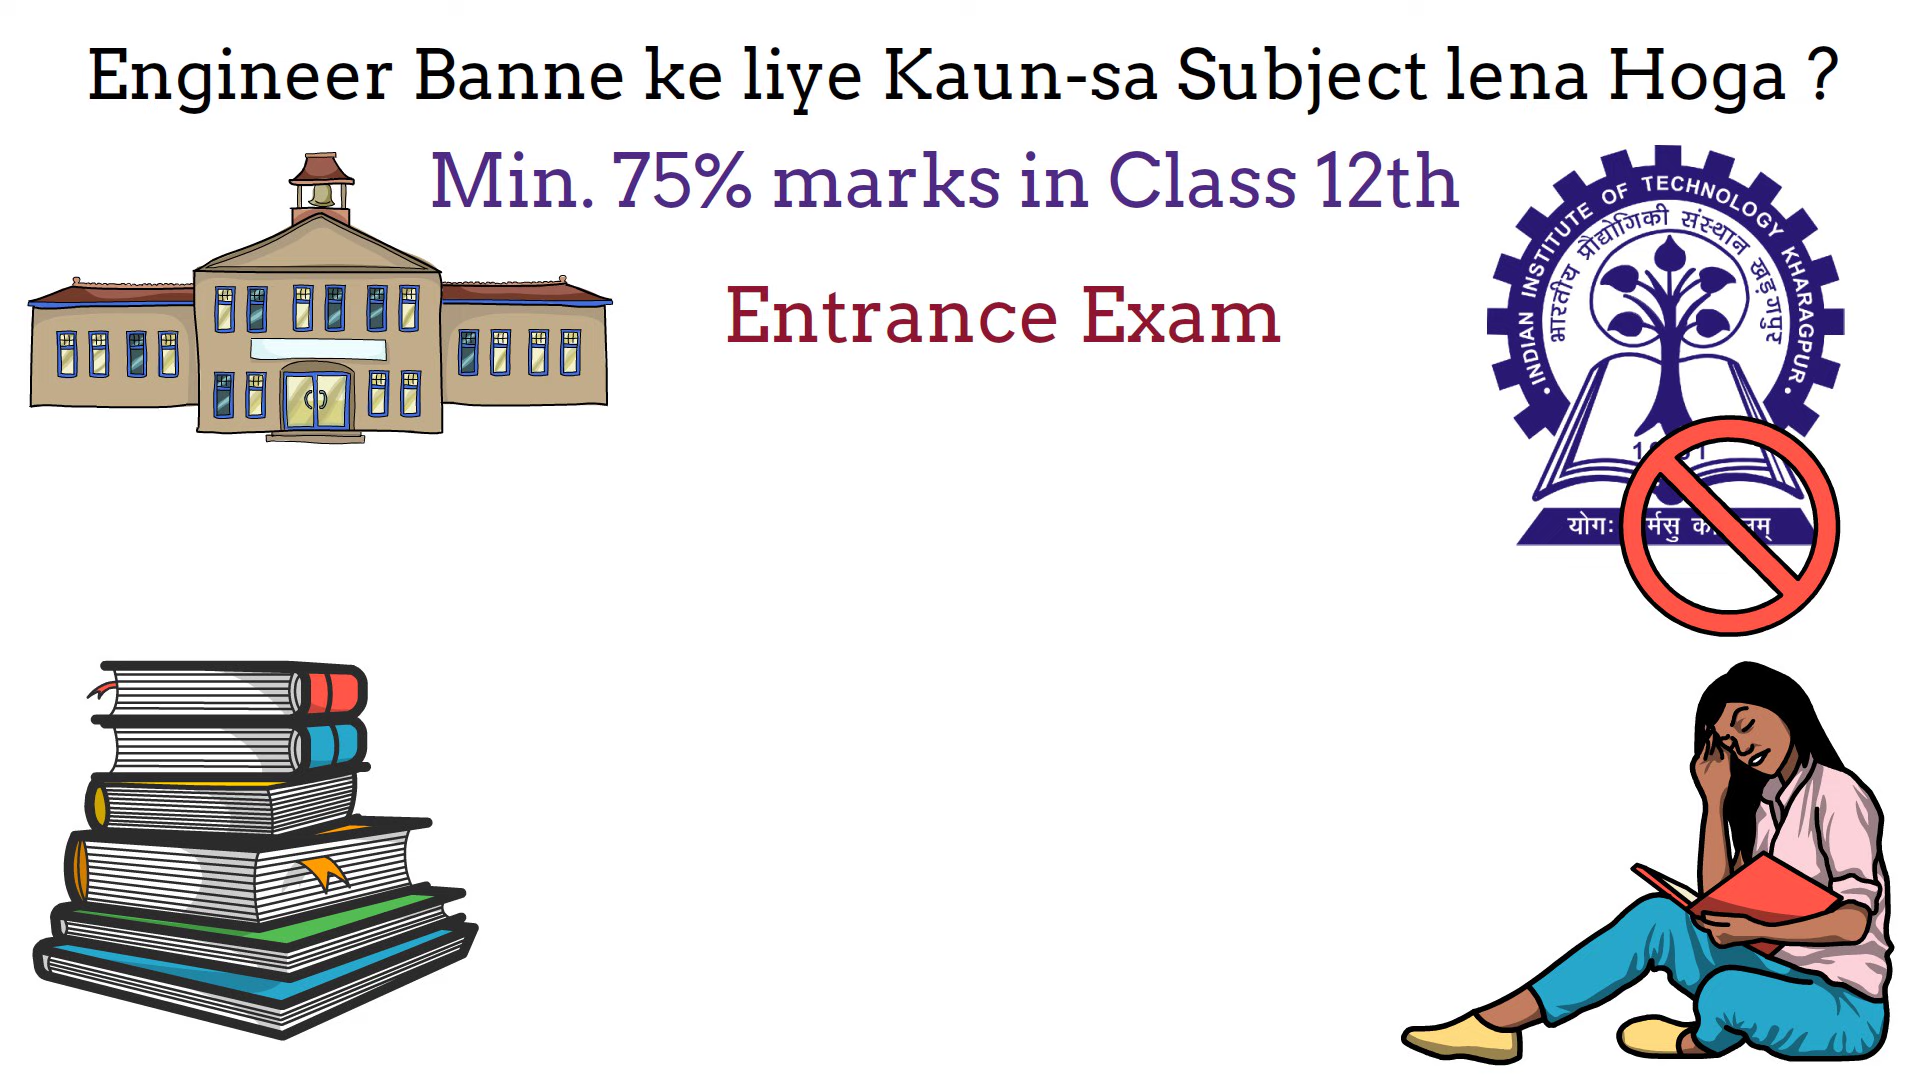 Engineer Banne ke liye Kaun-sa Subject lena Hoga ?
Min. 75% marks in Class 12th
Entrance Exam
• INDIAN INSTITUTE OF TECHNOLOGY KHARAGPUR •
भारतीय प्रौद्योगिकी संस्थान खड़गपुर
योगः